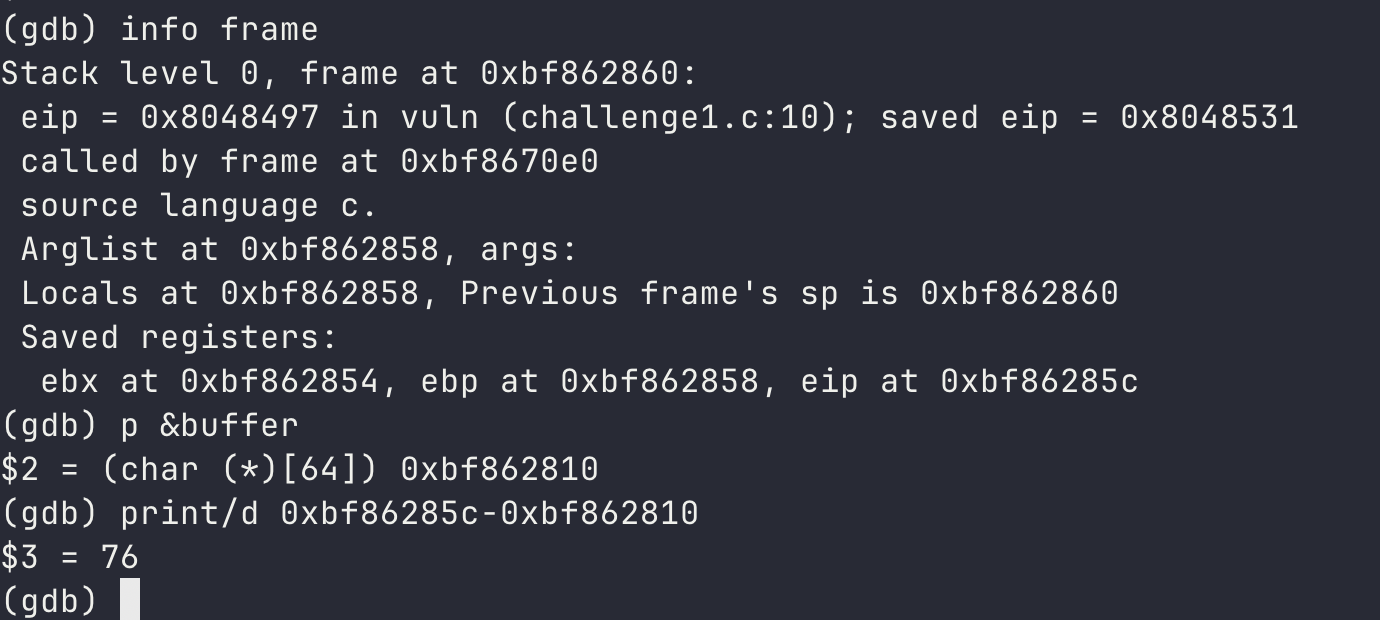 (gdb) info frame
Stack level 0, frame at 0xbf862860:
 eip = 0x8048497 in vuln (challenge1.c:10); saved eip = 0x8048531
 called by frame at 0xbf8670e0
 source language c.
 Arglist at 0xbf862858, args:
 Locals at 0xbf862858, Previous frame's sp is 0xbf862860
 Saved registers:
  ebx at 0xbf862854, ebp at 0xbf862858, eip at 0xbf86285c
(gdb) p &buffer
$2 = (char (*)[64]) 0xbf862810
(gdb) print/d 0xbf86285c-0xbf862810
$3 = 76
(gdb)